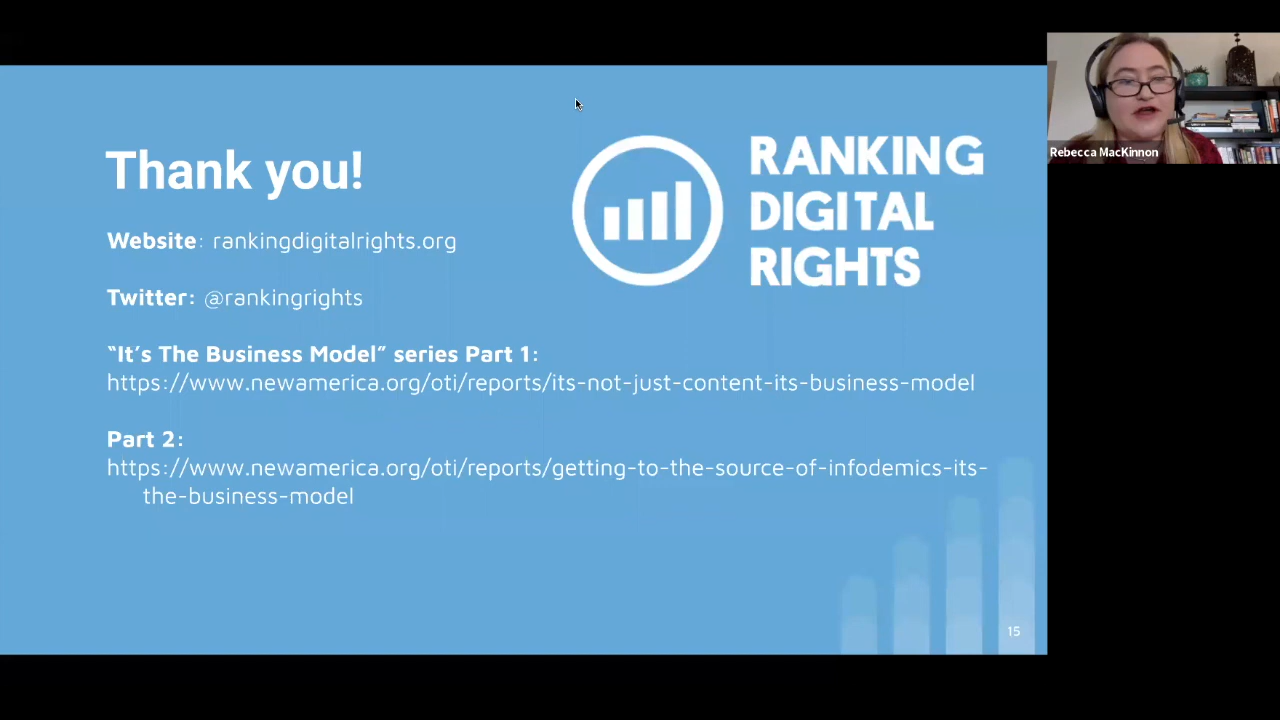 Thank you!
RANKING
DIGITAL
RIGHTS
Website: rankingdigitalrights.org
Twitter: @rankingrights
“It’s The Business Model” series Part 1:
https://www.newamerica.org/oti/reports/its-not-just-content-its-business-model
Part 2:
https://www.newamerica.org/oti/reports/getting-to-the-source-of-infodemics-its-
the-business-model
15
Rebecca MacKinnon